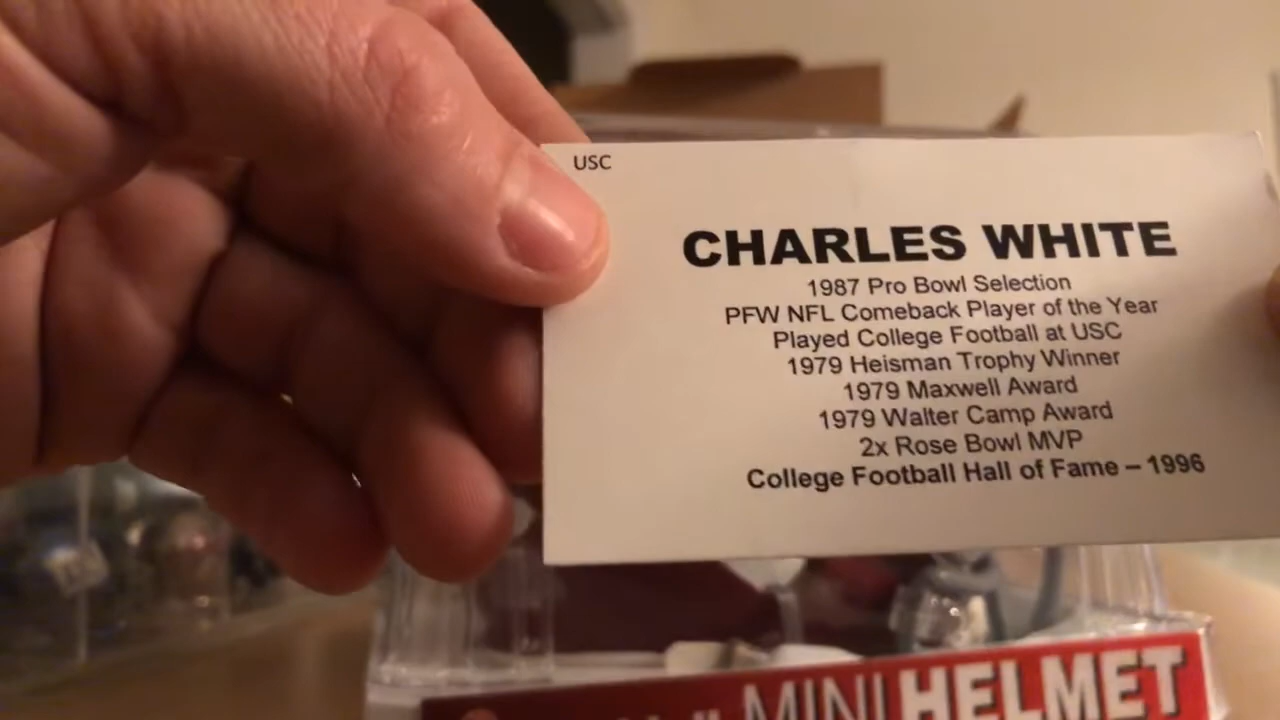 USC
CHARLES WHITE
1987 Pro Bowl Selection
PFW NFL Comeback Player of the Year
Played College Football at USC
1979 Heisman Trophy Winner
1979 Maxwell Award
1979 Walter Camp Award
2x Rose Bowl MVP
College Football Hall of Fame – 1996
MINI HELMET